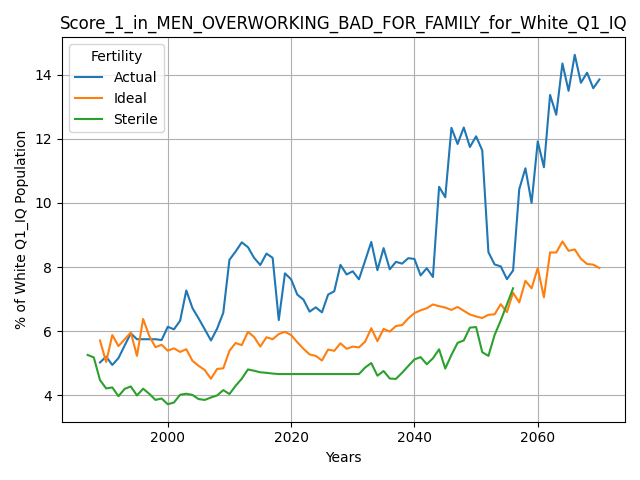 Score_1_in_MEN_OVERWORKING_BAD_FOR_FAMILY_for_White_Q1_IQ
Fertility
Actual
Ideal
Sterile
% of White Q1_IQ Population
14
12
10
8
6
4
2000
2020
2040
2060
Years